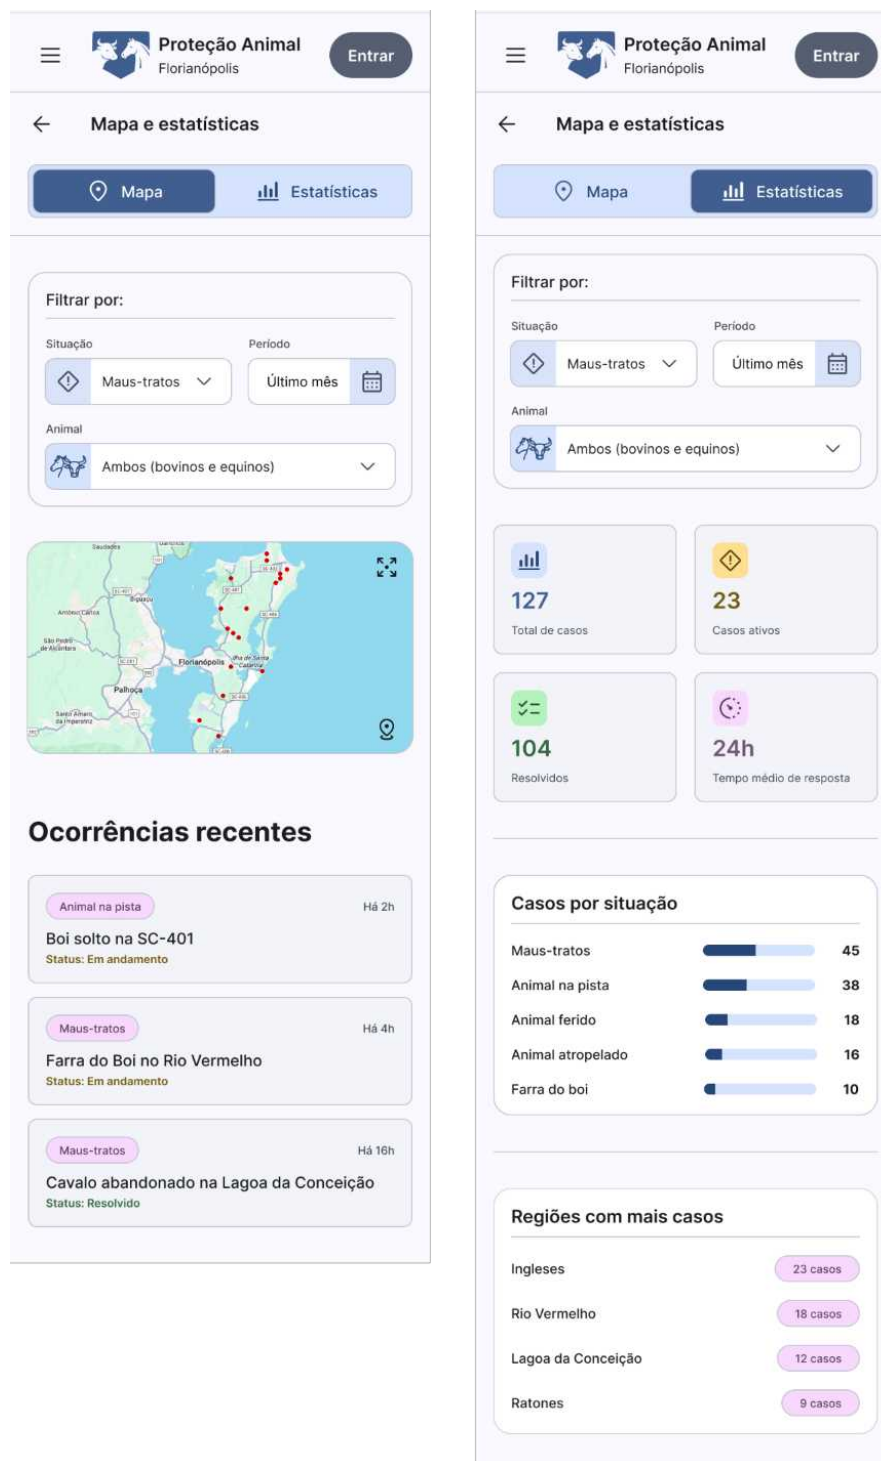 Proteção Animal
Florianópolis
Entrar
Mapa e estatísticas
Mapa
Estatísticas
Filtrar por:
Situação
Período
Maus-tratos
Último mês
Animal
Ambos (bovinos e equinos)
Florianópolis
Palhoça
Ocorrências recentes
Animal na pista
Há 2h
Boi solto na SC-401
Status: Em andamento
Maus-tratos
Há 4h
Farra do Boi no Rio Vermelho
Status: Em andamento
Maus-tratos
Há 16h
Cavalo abandonado na Lagoa da Conceição
Status: Resolvido
Proteção Animal
Florianópolis
Entrar
Mapa e estatísticas
Mapa
Estatísticas
Filtrar por:
Situação
Período
Maus-tratos
Último mês
Animal
Ambos (bovinos e equinos)
127
Total de casos
23
Casos ativos
104
Resolvidos
24h
Tempo médio de resposta
Casos por situação
Maus-tratos 45
Animal na pista 38
Animal ferido 18
Animal atropelado 16
Farra do boi 10
Regiões com mais casos
Ingleses 23 casos
Rio Vermelho 18 casos
Lagoa da Conceição 12 casos
Ratones 9 casos